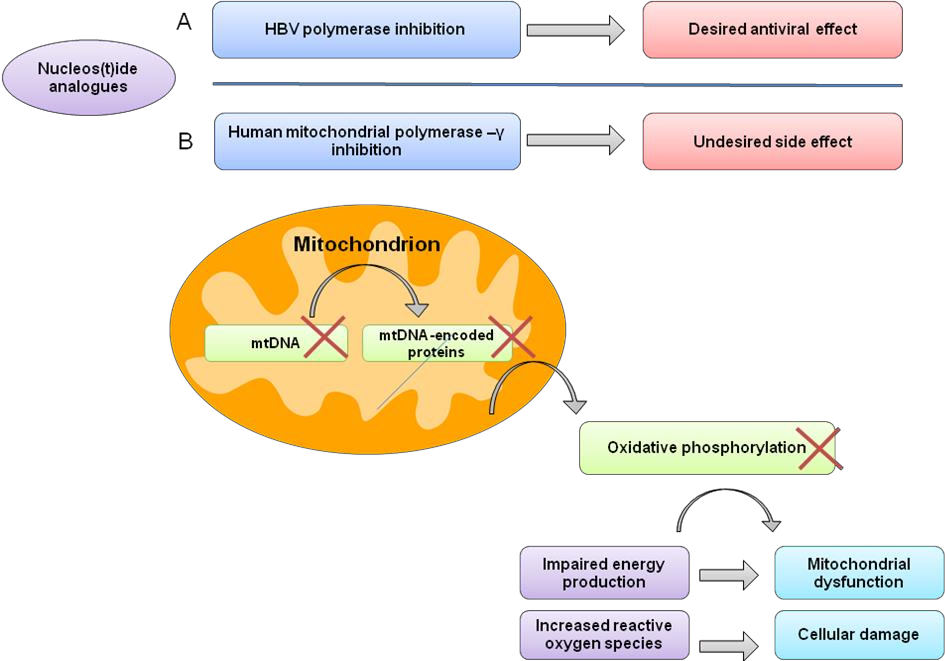 A
HBV polymerase inhibition
Desired antiviral effect
Nucleos(t)ide
analogues
B
Human mitochondrial polymerase –γ
inhibition
Undesired side effect
Mitochondrion
mtDNA
mtDNA-encoded
proteins
Oxidative phosphorylation
Impaired energy
production
Mitochondrial
dysfunction
Increased reactive
oxygen species
Cellular damage